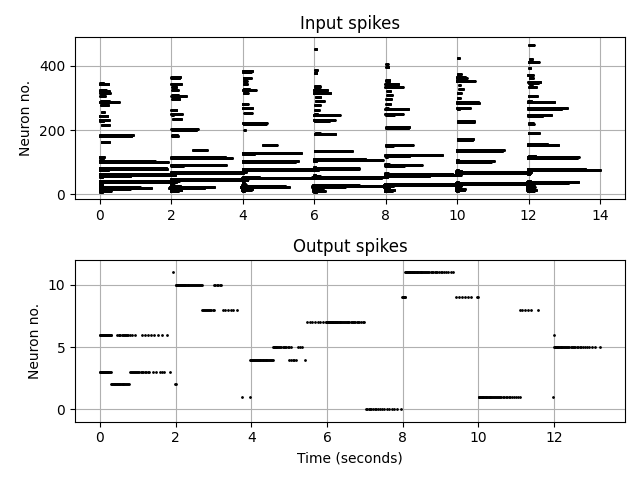 Input spikes
Neuron no.
400
200
0
0 2 4 6 8 10 12 14
Output spikes
Neuron no.
10
5
0
0 2 4 6 8 10 12
Time (seconds)